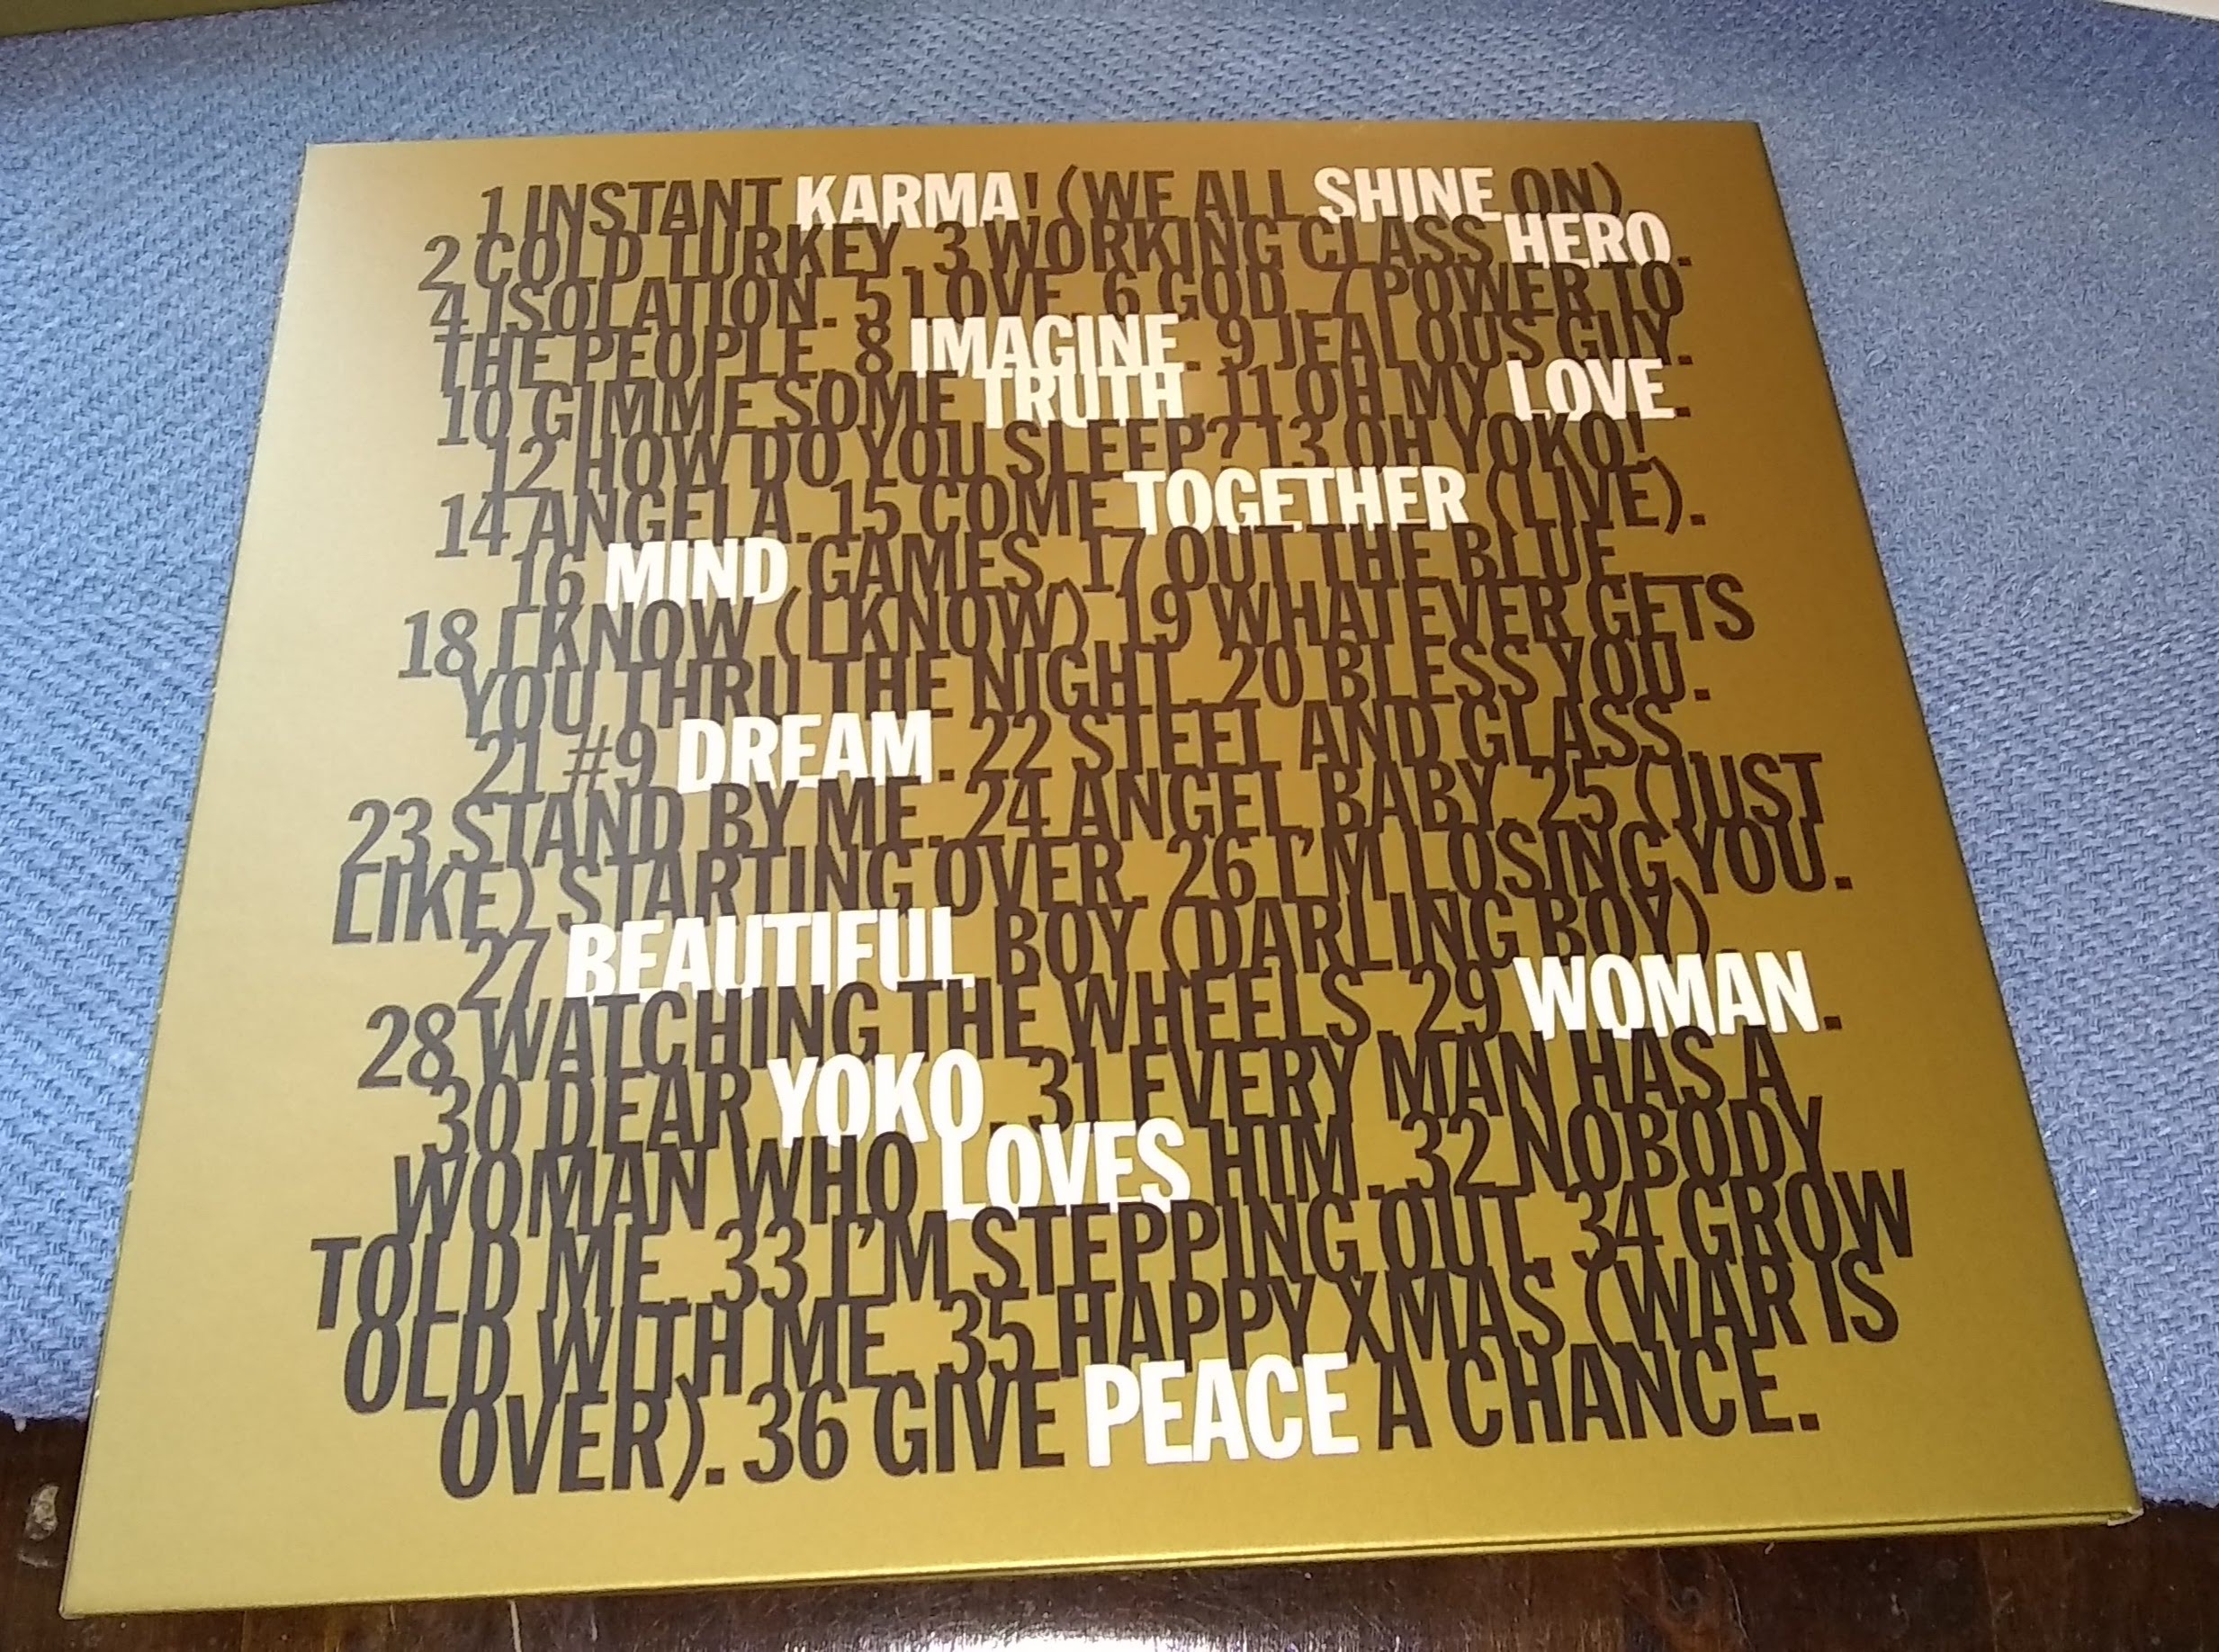 1 INSTANT KARMA! (WE ALL SHINE ON)
2 COLD TURKEY. 3 WORKING CLASS HERO.
4 ISOLATION. 5 LOVE. 6 GOD. 7 POWER TO
THE PEOPLE. 8 IMAGINE. 9 JEALOUS GUY.
10 GIMME SOME TRUTH. 11 OH MY LOVE.
12 HOW DO YOU SLEEP? 13 OH YOKO!
14 ANGELA. 15 COME TOGETHER (LIVE).
16 MIND GAMES. 17 OUT THE BLUE.
18 I KNOW (I KNOW). 19 WHATEVER GETS
YOU THRU THE NIGHT. 20 BLESS YOU.
21 #9 DREAM. 22 STEEL AND GLASS.
23 STAND BY ME. 24 ANGEL BABY. 25 (JUST
LIKE) STARTING OVER. 26 I'M LOSING YOU.
27 BEAUTIFUL BOY (DARLING BOY).
28 WATCHING THE WHEELS. 29 WOMAN.
30 DEAR YOKO. 31 EVERY MAN HAS A
WOMAN WHO LOVES HIM. 32 NOBODY
TOLD ME. 33 I'M STEPPING OUT. 34 GROW
OLD WITH ME. 35 HAPPY XMAS (WAR IS
OVER). 36 GIVE PEACE A CHANCE.